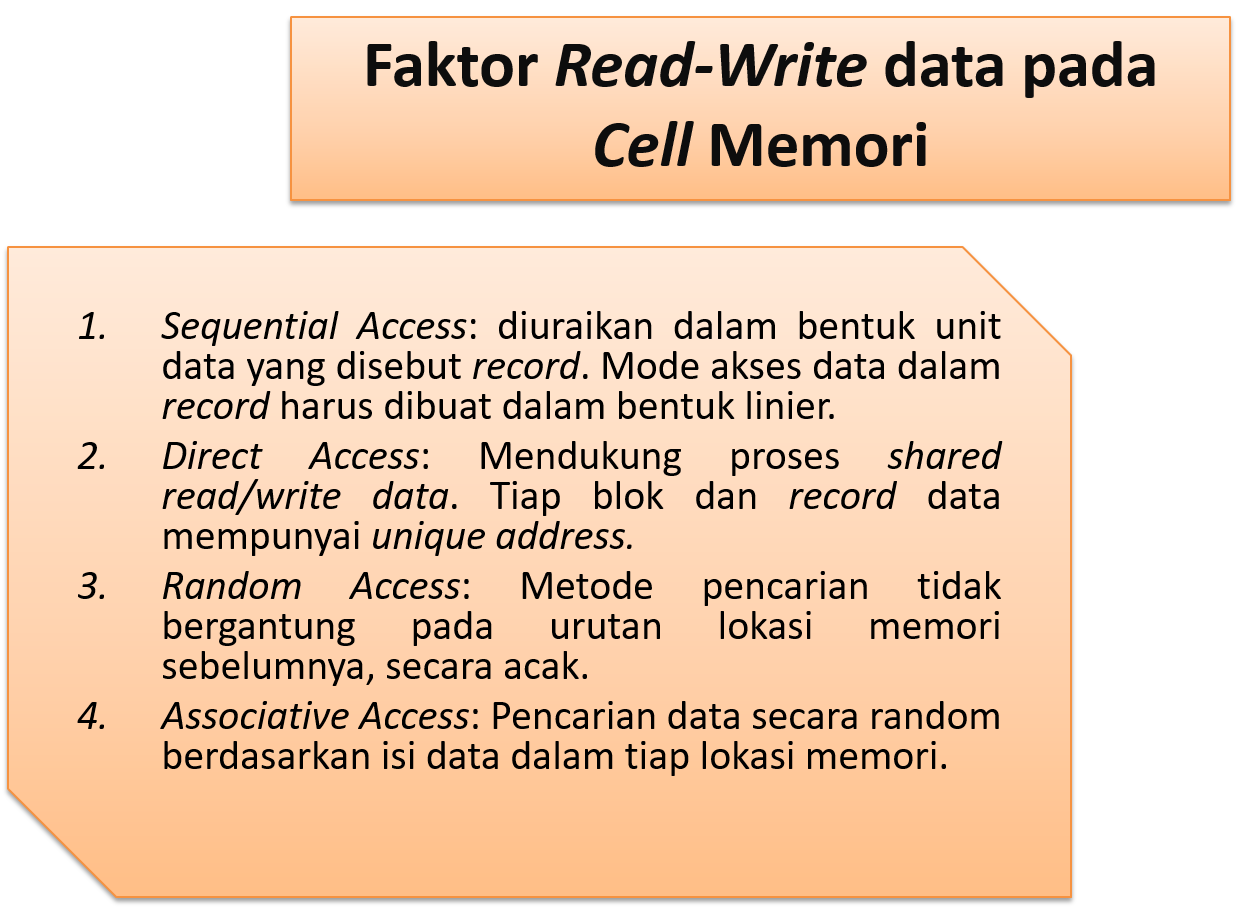 Faktor Read-Write data pada
Cell Memori
1. Sequential Access: diuraikan dalam bentuk unit
data yang disebut record. Mode akses data dalam
record harus dibuat dalam bentuk linier.
2. Direct Access: Mendukung proses shared
read/write data. Tiap blok dan record data
mempunyai unique address.
3. Random Access: Metode pencarian tidak
bergantung pada urutan lokasi memori
sebelumnya, secara acak.
4. Associative Access: Pencarian data secara random
berdasarkan isi data dalam tiap lokasi memori.